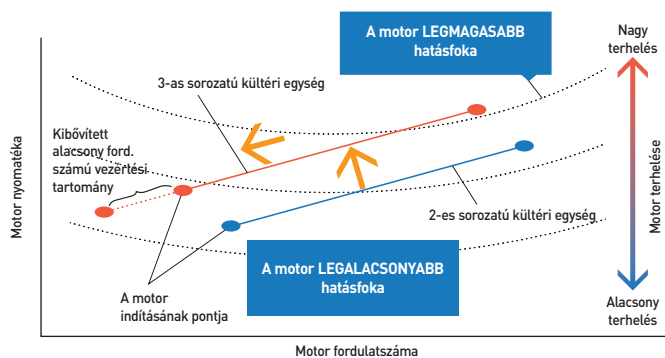 A motor LEGMAGASABB
hatásfoka
Nagy
terhelés
3-as sorozatú kültéri egység
Kibővített
alacsony ford.
számú vezérlési
tartomány
Motor nyomatéka
Motor terhelése
2-es sorozatú kültéri egység
A motor LEGALACSONYABB
hatásfoka
A motor
indításának pontja
Alacsony
terhelés
Motor fordulatszáma